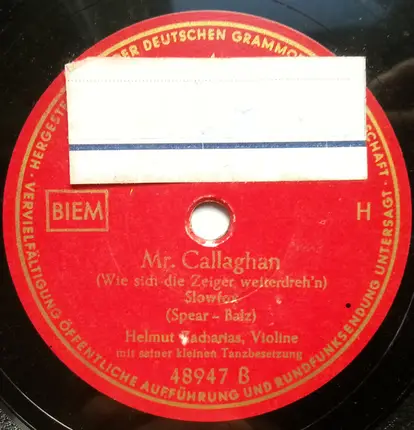 HERGESTE ER DEUTSCHEN GRAMMO SCHAFT
BIEM
H
Mr. Callaghan
(Wie sich die Zeiger weiterdreh'n)
Slowfox
(Spear - Balz)
Helmut Zacharias, Violine
mit seiner kleinen Tanzbesetzung
48947 B
VERVIELFÄLTIGUNG ÖFFENTLICHE AUFFÜHRUNG UND RUNDFUNKSENDUNG UNTERSAGT